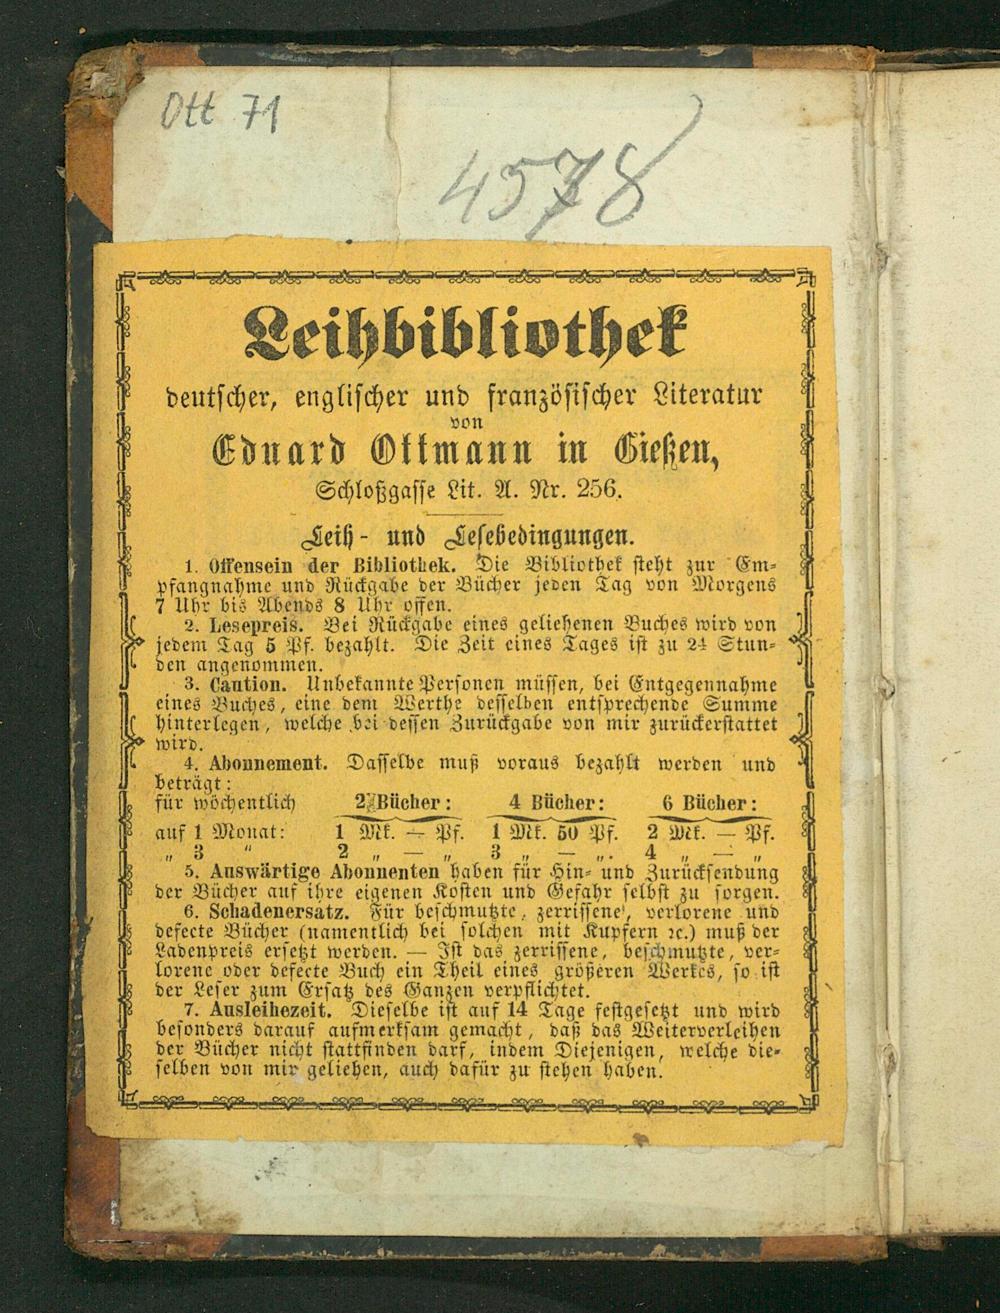 Ott 71
4578
Leihbibliothek
deutscher, englischer und französischer Literatur
von
Eduard Ottmann in Gießen,
Schloßgasse Lit. A. Nr. 256.
Leih- und Lesebedingungen.
1. Offensein der Bibliothek. Die Bibliothek steht zur Em-
pfangnahme und Rückgabe der Bücher jeden Tag von Morgens
7 Uhr bis Abends 8 Uhr offen.
2. Lesepreis. Bei Rückgabe eines geliehenen Buches wird von
jedem Tag 5 Pf. bezahlt. Die Zeit eines Tages ist zu 24 Stun-
den angenommen.
3. Caution. Unbekannte Personen müssen, bei Entgegennahme
eines Buches, eine dem Werthe desselben entsprechende Summe
hinterlegen, welche bei dessen Zurückgabe von mir zurückerstattet
wird.
4. Abonnement. Dasselbe muß voraus bezahlt werden und
beträgt:
für wöchentlich 2 Bücher: 4 Bücher: 6 Bücher:
auf 1 Monat: 1 Mk. — Pf. 1 Mk. 50 Pf. 2 Mk. — Pf.
„ 3 " 2 „ — „ 3 „ — „ 4 „ — „
5. Auswärtige Abonnenten haben für Hin- und Zurücksendung
der Bücher auf ihre eigenen Kosten und Gefahr selbst zu sorgen.
6. Schadenersatz. Für beschmutzte, zerrissene, verlorene und
defecte Bücher (namentlich bei solchen mit Kupfern ꝛc.) muß der
Ladenpreis ersetzt werden. — Ist das zerrissene, beschmutzte, ver-
lorene oder defecte Buch ein Theil eines größeren Werkes, so ist
der Leser zum Ersatz des Ganzen verpflichtet.
7. Ausleihezeit. Dieselbe ist auf 14 Tage festgesetzt und wird
besonders darauf aufmerksam gemacht, daß das Weiterverleihen
der Bücher nicht stattfinden darf, indem Diejenigen, welche die-
selben von mir geliehen, auch dafür zu stehen haben.